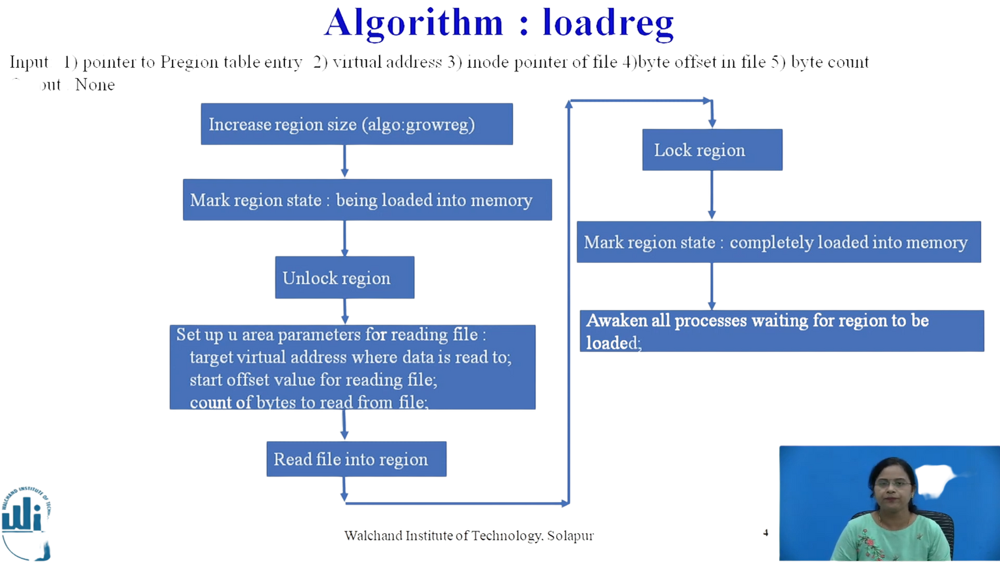 Algorithm : loadreg
Input 1) pointer to Pregion table entry 2) virtual address 3) inode pointer of file 4)byte offset in file 5) byte count
out : None
Increase region size (algo:growreg)
Mark region state : being loaded into memory
Unlock region
Set up u area parameters for reading file :
target virtual address where data is read to;
start offset value for reading file;
count of bytes to read from file;
Read file into region
Lock region
Mark region state : completely loaded into memory
Awaken all processes waiting for region to be
loaded;
WALCHAND INSTITUTE OF
Walchand Institute of Technology, Solapur
4